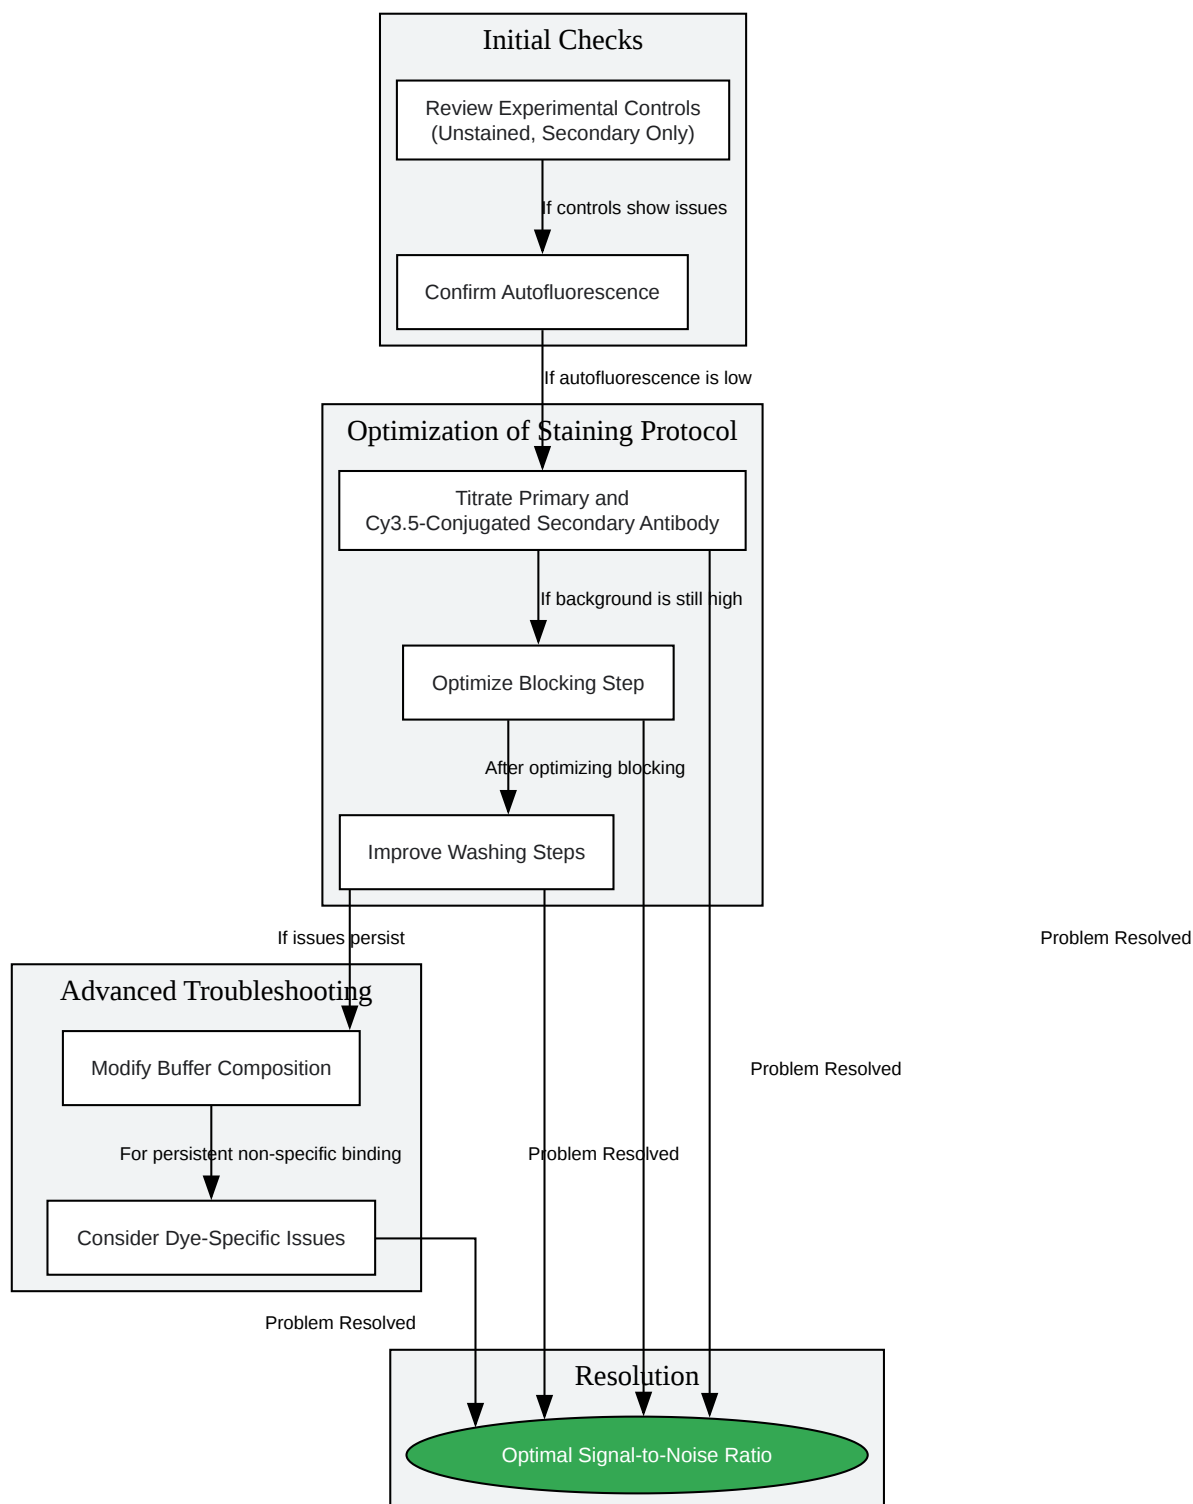 Initial Checks
Review Experimental Controls
(Unstained, Secondary Only)
If controls show issues
Confirm Autofluorescence
If autofluorescence is low
Optimization of Staining Protocol
Titrate Primary and
Cy3.5-Conjugated Secondary Antibody
If background is still high
Optimize Blocking Step
After optimizing blocking
Improve Washing Steps
If issues persist
Problem Resolved
Advanced Troubleshooting
Modify Buffer Composition
Problem Resolved
For persistent non-specific binding
Problem Resolved
Consider Dye-Specific Issues
Problem Resolved
Resolution
Optimal Signal-to-Noise Ratio